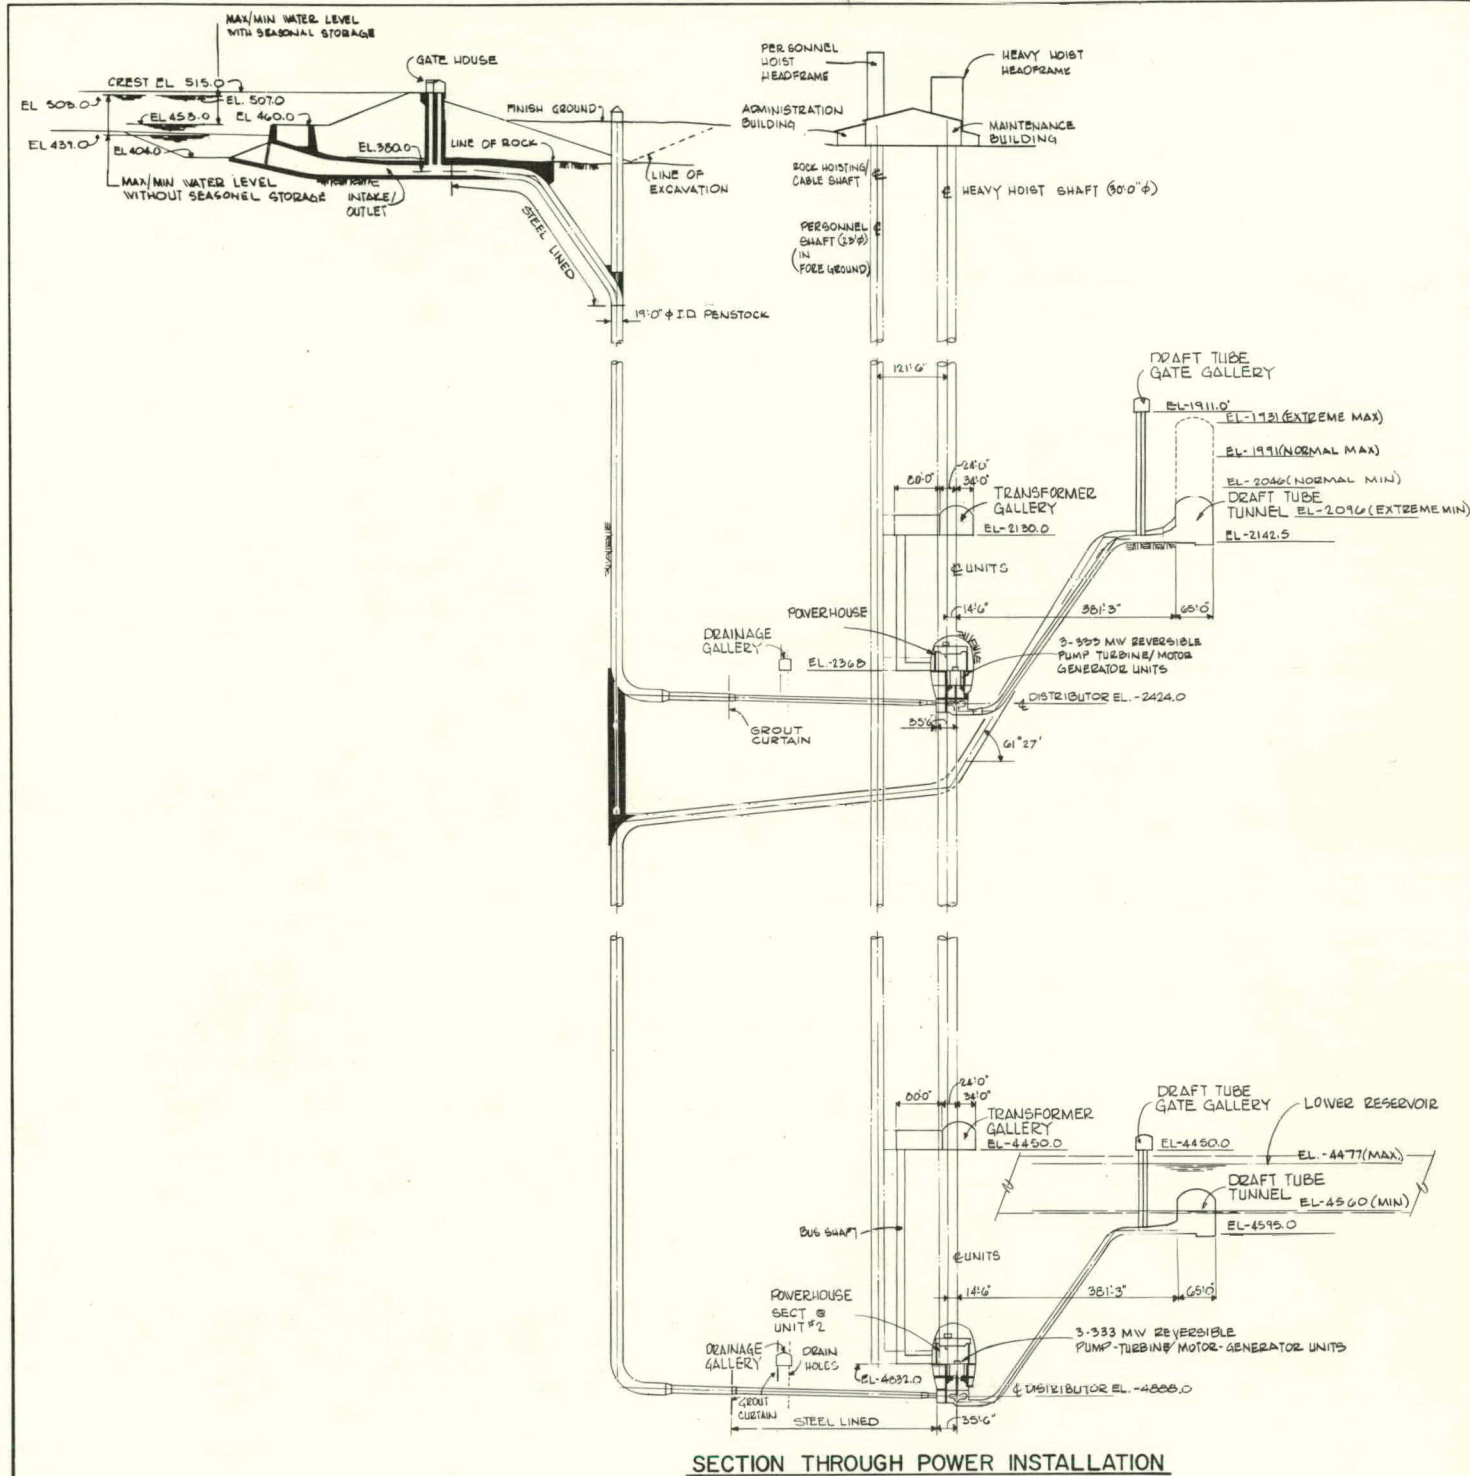 MAX/MIN WATER LEVEL
WITH SEASONAL STORAGE
GATE HOUSE
CREST EL 515.0
EL 503.0
EL. 507.0
EL 453.0
EL 460.0
EL 439.0
EL 404.0
EL.380.0
MAX/MIN WATER LEVEL
WITHOUT SEASONEL STORAGE
INTAKE/
OUTLET
FINISH GROUND
LINE OF ROCK
LINE OF
EXCAVATION
STEEL LINED
19'-0" ϕ I.D. PENSTOCK
PERSONNEL
HOIST
HEADFRAME
HEAVY HOIST
HEADFRAME
ADMINISTRATION
BUILDING
MAINTENANCE
BUILDING
ROCK HOISTING/
CABLE SHAFT
℄
℄ HEAVY HOIST SHAFT (30'-0" ϕ)
PERSONNEL
SHAFT (23'ϕ)
IN
(FOREGROUND)
℄
121'-6"
DRAFT TUBE
GATE GALLERY
EL-1911.0'
EL-1931 (EXTREME MAX)
EL-1991 (NORMAL MAX)
EL-2046 (NORMAL MIN)
DRAFT TUBE
TUNNEL EL-2096 (EXTREME MIN)
EL-2142.5
24'-0"
80'-0"
34'-0"
TRANSFORMER
GALLERY
EL-2130.0
℄ UNITS
14'-6"
381'-3"
65'-0"
POWERHOUSE
DRAINAGE
GALLERY
EL.-2368
3-333 MW REVERSIBLE
PUMP TURBINE/MOTOR
GENERATOR UNITS
℄ DISTRIBUTOR EL.-2424.0
35'6"
GROUT
CURTAIN
61°27'
24'-0"
80'-0"
34'-0"
TRANSFORMER
GALLERY
EL-4450.0
DRAFT TUBE
GATE GALLERY
LOWER RESERVOIR
EL-4450.0
EL.-4477 (MAX.)
DRAFT TUBE
TUNNEL EL-4560 (MIN)
EL-4595.0
BUS SHAFT
℄ UNITS
14'-6"
381'-3"
65'-0"
POWERHOUSE
SECT @
UNIT #2
3-333 MW REVERSIBLE
PUMP-TURBINE/MOTOR-GENERATOR UNITS
DRAINAGE
GALLERY
DRAIN
HOLES
EL-4832.0
℄ DISTRIBUTOR EL.-4888.0
GROUT
CURTAIN
STEEL LINED
35'-6"
SECTION THROUGH POWER INSTALLATION